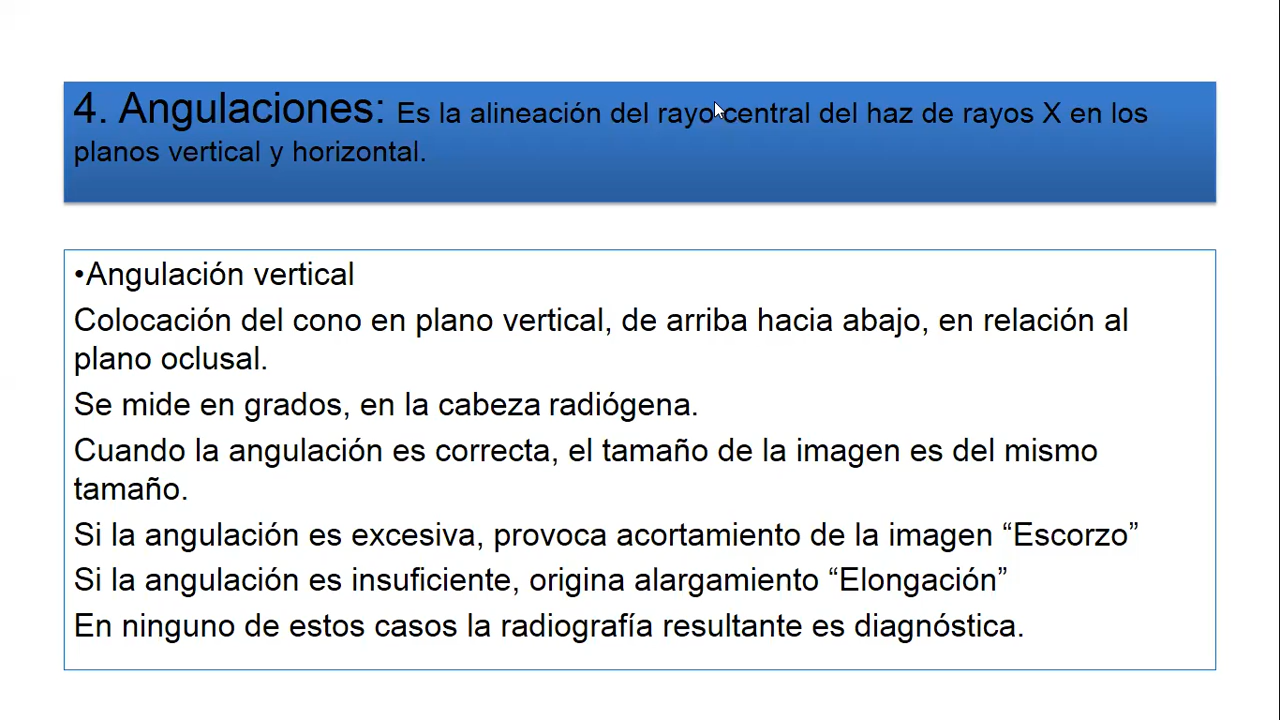 4. Angulaciones: Es la alineación del rayo central del haz de rayos X en los
planos vertical y horizontal.
•Angulación vertical
Colocación del cono en plano vertical, de arriba hacia abajo, en relación al
plano oclusal.
Se mide en grados, en la cabeza radiógena.
Cuando la angulación es correcta, el tamaño de la imagen es del mismo
tamaño.
Si la angulación es excesiva, provoca acortamiento de la imagen “Escorzo”
Si la angulación es insuficiente, origina alargamiento “Elongación”
En ninguno de estos casos la radiografía resultante es diagnóstica.